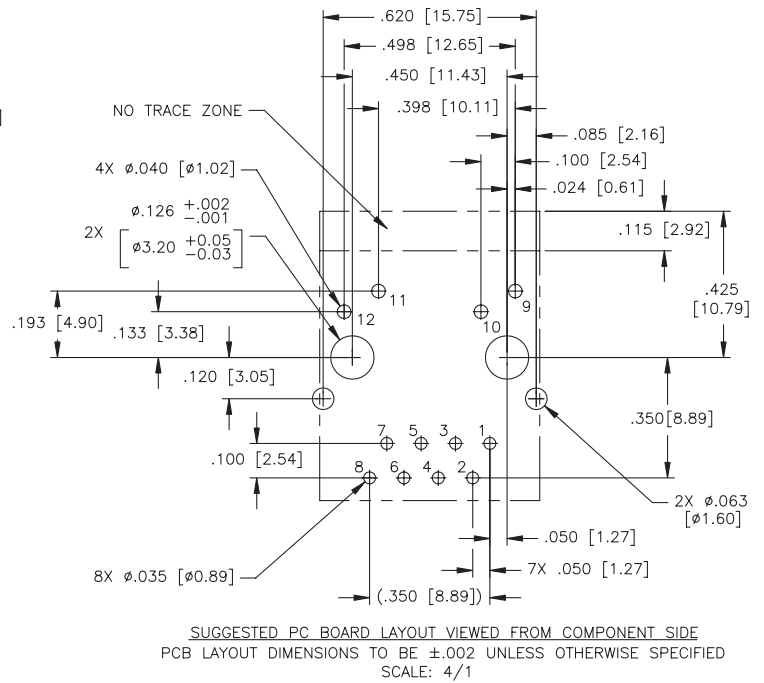 .620 [15.75]
.498 [12.65]
.450 [11.43]
]
NO TRACE ZONE
.398 [10.11]
.085 [2.16]
4X ø.040 [ø1.02]
.100 [2.54]
.024 [0.61]
ø.126 +.002
-.001
2X
[ø3.20 +0.05
-0.03]
.115 [2.92]
11
9
.425
[10.79]
12
10
.193 [4.90]
.133 [3.38]
.120 [3.05]
.350[8.89]
7 5 3 1
.100 [2.54]
8 6 4 2
2X ø.063
[ø1.60]
.050 [1.27]
8X ø.035 [ø0.89]
7X .050 [1.27]
(.350 [8.89])
SUGGESTED PC BOARD LAYOUT VIEWED FROM COMPONENT SIDE
PCB LAYOUT DIMENSIONS TO BE ±.002 UNLESS OTHERWISE SPECIFIED
SCALE: 4/1